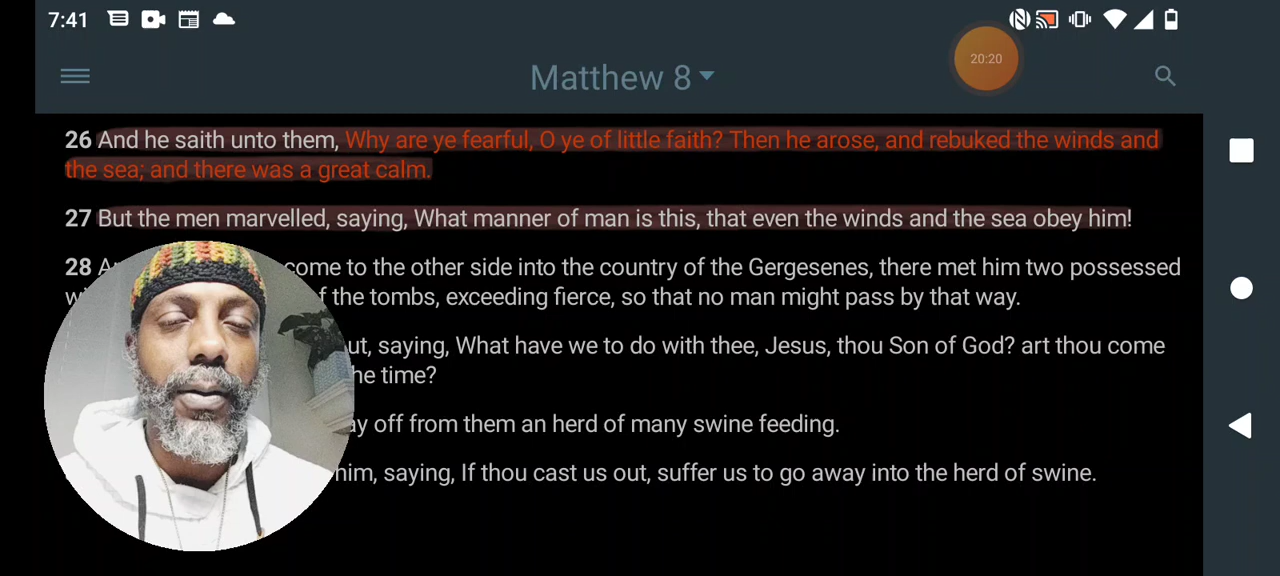 7:41
20:20
Matthew 8
26 And he saith unto them, Why are ye fearful, O ye of little faith? Then he arose, and rebuked the winds and
the sea; and there was a great calm.
27 But the men marvelled, saying, What manner of man is this, that even the winds and the sea obey him!
28 come to the other side into the country of the Gergesenes, there met him two possessed
the tombs, exceeding fierce, so that no man might pass by that way.
saying, What have we to do with thee, Jesus, thou Son of God? art thou come
the time?
off from them an herd of many swine feeding.
him, saying, If thou cast us out, suffer us to go away into the herd of swine.